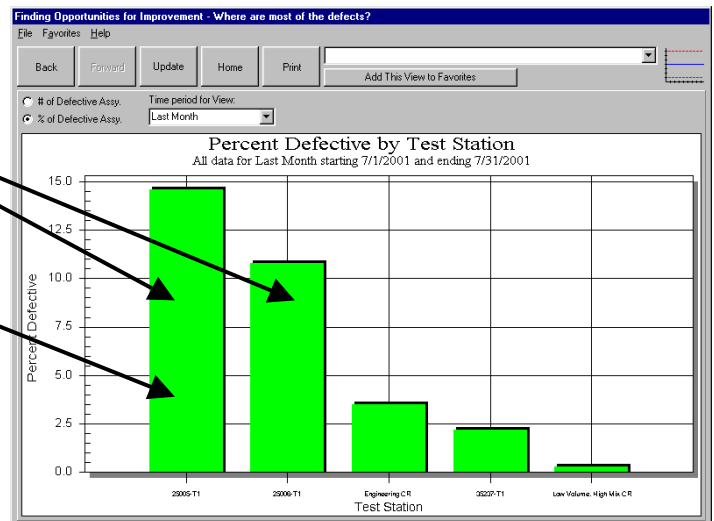 Finding Opportunities for Improvement - Where are most of the defects?
File Favorites Help
Back Forward Update Home Print
Add This View to Favorites
# of Defective Assy. Time period for View:
% of Defective Assy. Last Month
Percent Defective by Test Station
All data for Last Month starting 7/1/2001 and ending 7/31/2001
15.0
12.5
10.0
7.5
5.0
2.5
0.0
Percent Defective
25005-T1 25006-T1 Engineering CR 35237-T1 Low Volume, High Mix CR
Test Station